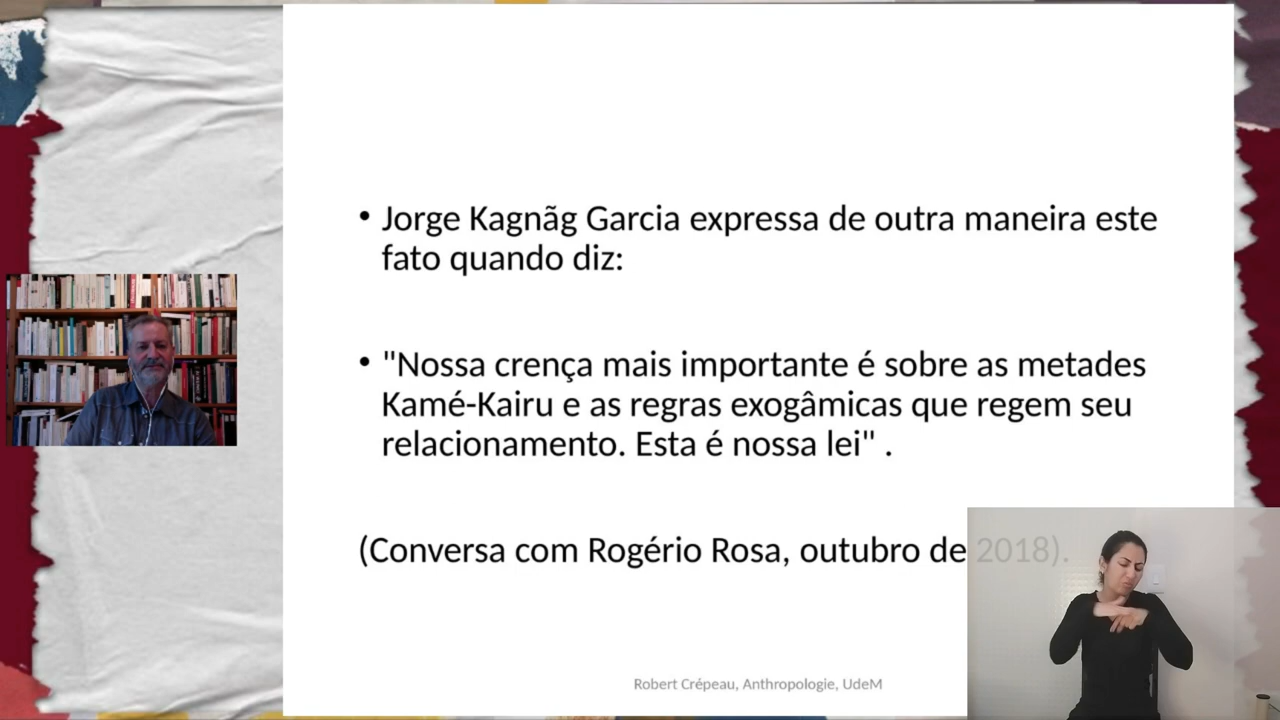 • Jorge Kagnãg Garcia expressa de outra maneira este
fato quando diz:
• "Nossa crença mais importante é sobre as metades
Kamé-Kairu e as regras exogâmicas que regem seu
relacionamento. Esta é nossa lei" .
(Conversa com Rogério Rosa, outubro de 2018).
Robert Crépeau, Anthropologie, UdeM